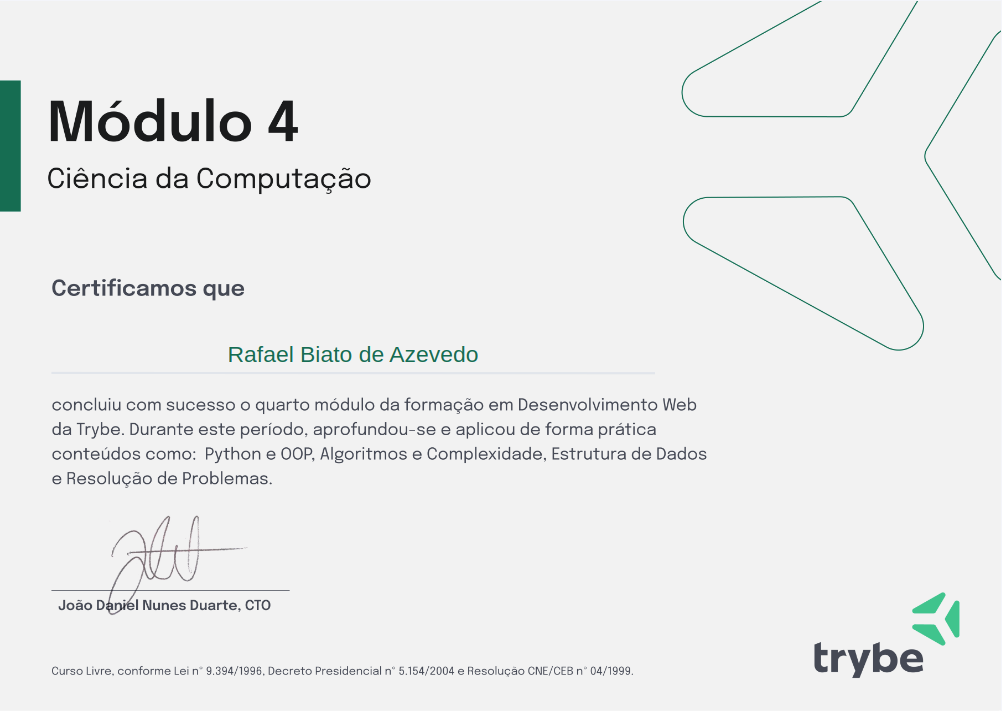 Módulo 4
Ciência da Computação
Certificamos que
Rafael Biato de Azevedo
concluiu com sucesso o quarto módulo da formação em Desenvolvimento Web
da Trybe. Durante este período, aprofundou-se e aplicou de forma prática
conteúdos como: Python e OOP, Algoritmos e Complexidade, Estrutura de Dados
e Resolução de Problemas.
João Daniel Nunes Duarte, CTO
Curso Livre, conforme Lei nº 9.394/1996, Decreto Presidencial nº 5.154/2004 e Resolução CNE/CEB nº 04/1999.
trybe